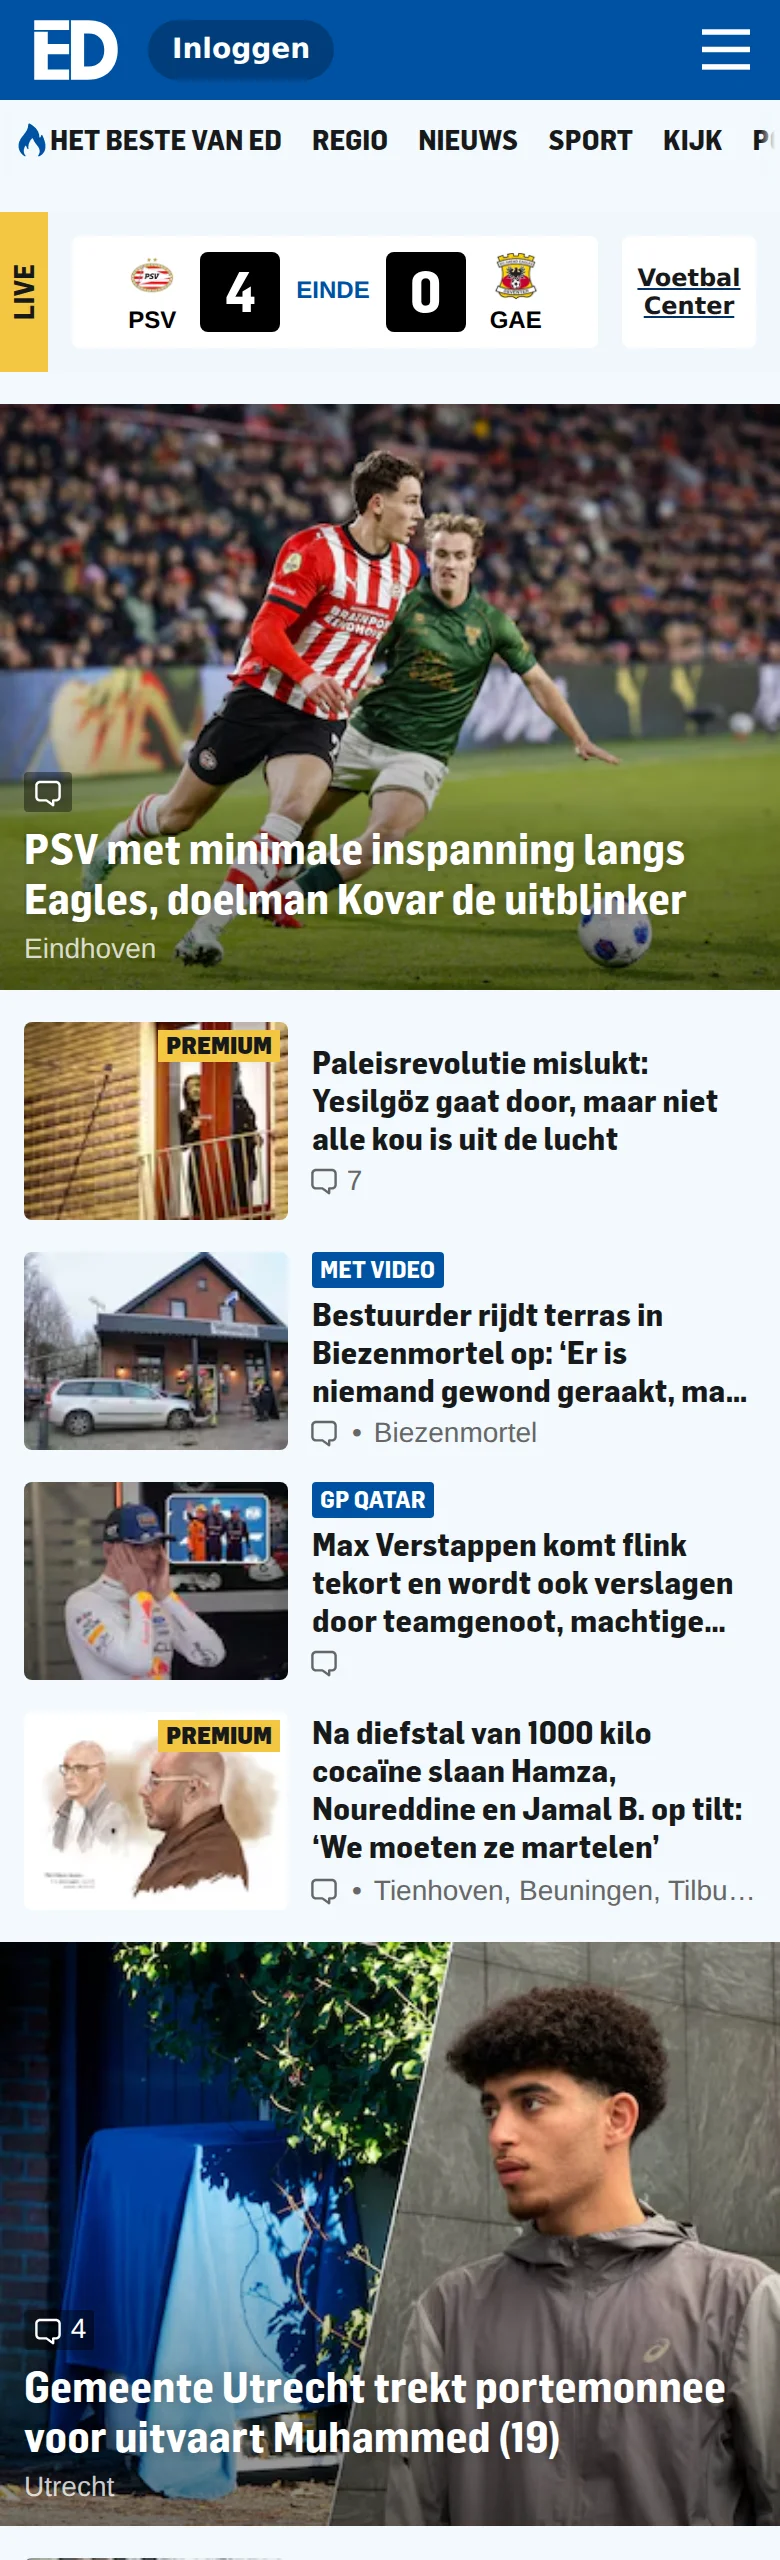 ED
Inloggen
HET BESTE VAN ED REGIO NIEUWS SPORT KIJK
LIVE
PSV
4
EINDE
0
GAE
Voetbal
Center
PSV met minimale inspanning langs
Eagles, doelman Kovar de uitblinker
Eindhoven
PREMIUM
Paleisrevolutie mislukt:
Yesilgöz gaat door, maar niet
alle kou is uit de lucht
7
MET VIDEO
Bestuurder rijdt terras in
Biezenmortel op: ‘Er is
niemand gewond geraakt, ma...
• Biezenmortel
GP QATAR
Max Verstappen komt flink
tekort en wordt ook verslagen
door teamgenoot, machtige...
PREMIUM
Na diefstal van 1000 kilo
cocaïne slaan Hamza,
Noureddine en Jamal B. op tilt:
‘We moeten ze martelen’
• Tienhoven, Beuningen, Tilbu...
4
Gemeente Utrecht trekt portemonnee
voor uitvaart Muhammed (19)
Utrecht